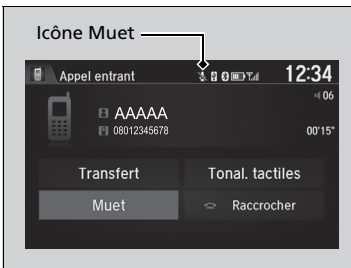 Icône Muet
Appel entrant 12:34
06
AAAAA
08012345678 00'15"
Transfert Tonal. tactiles
Muet Raccrocher